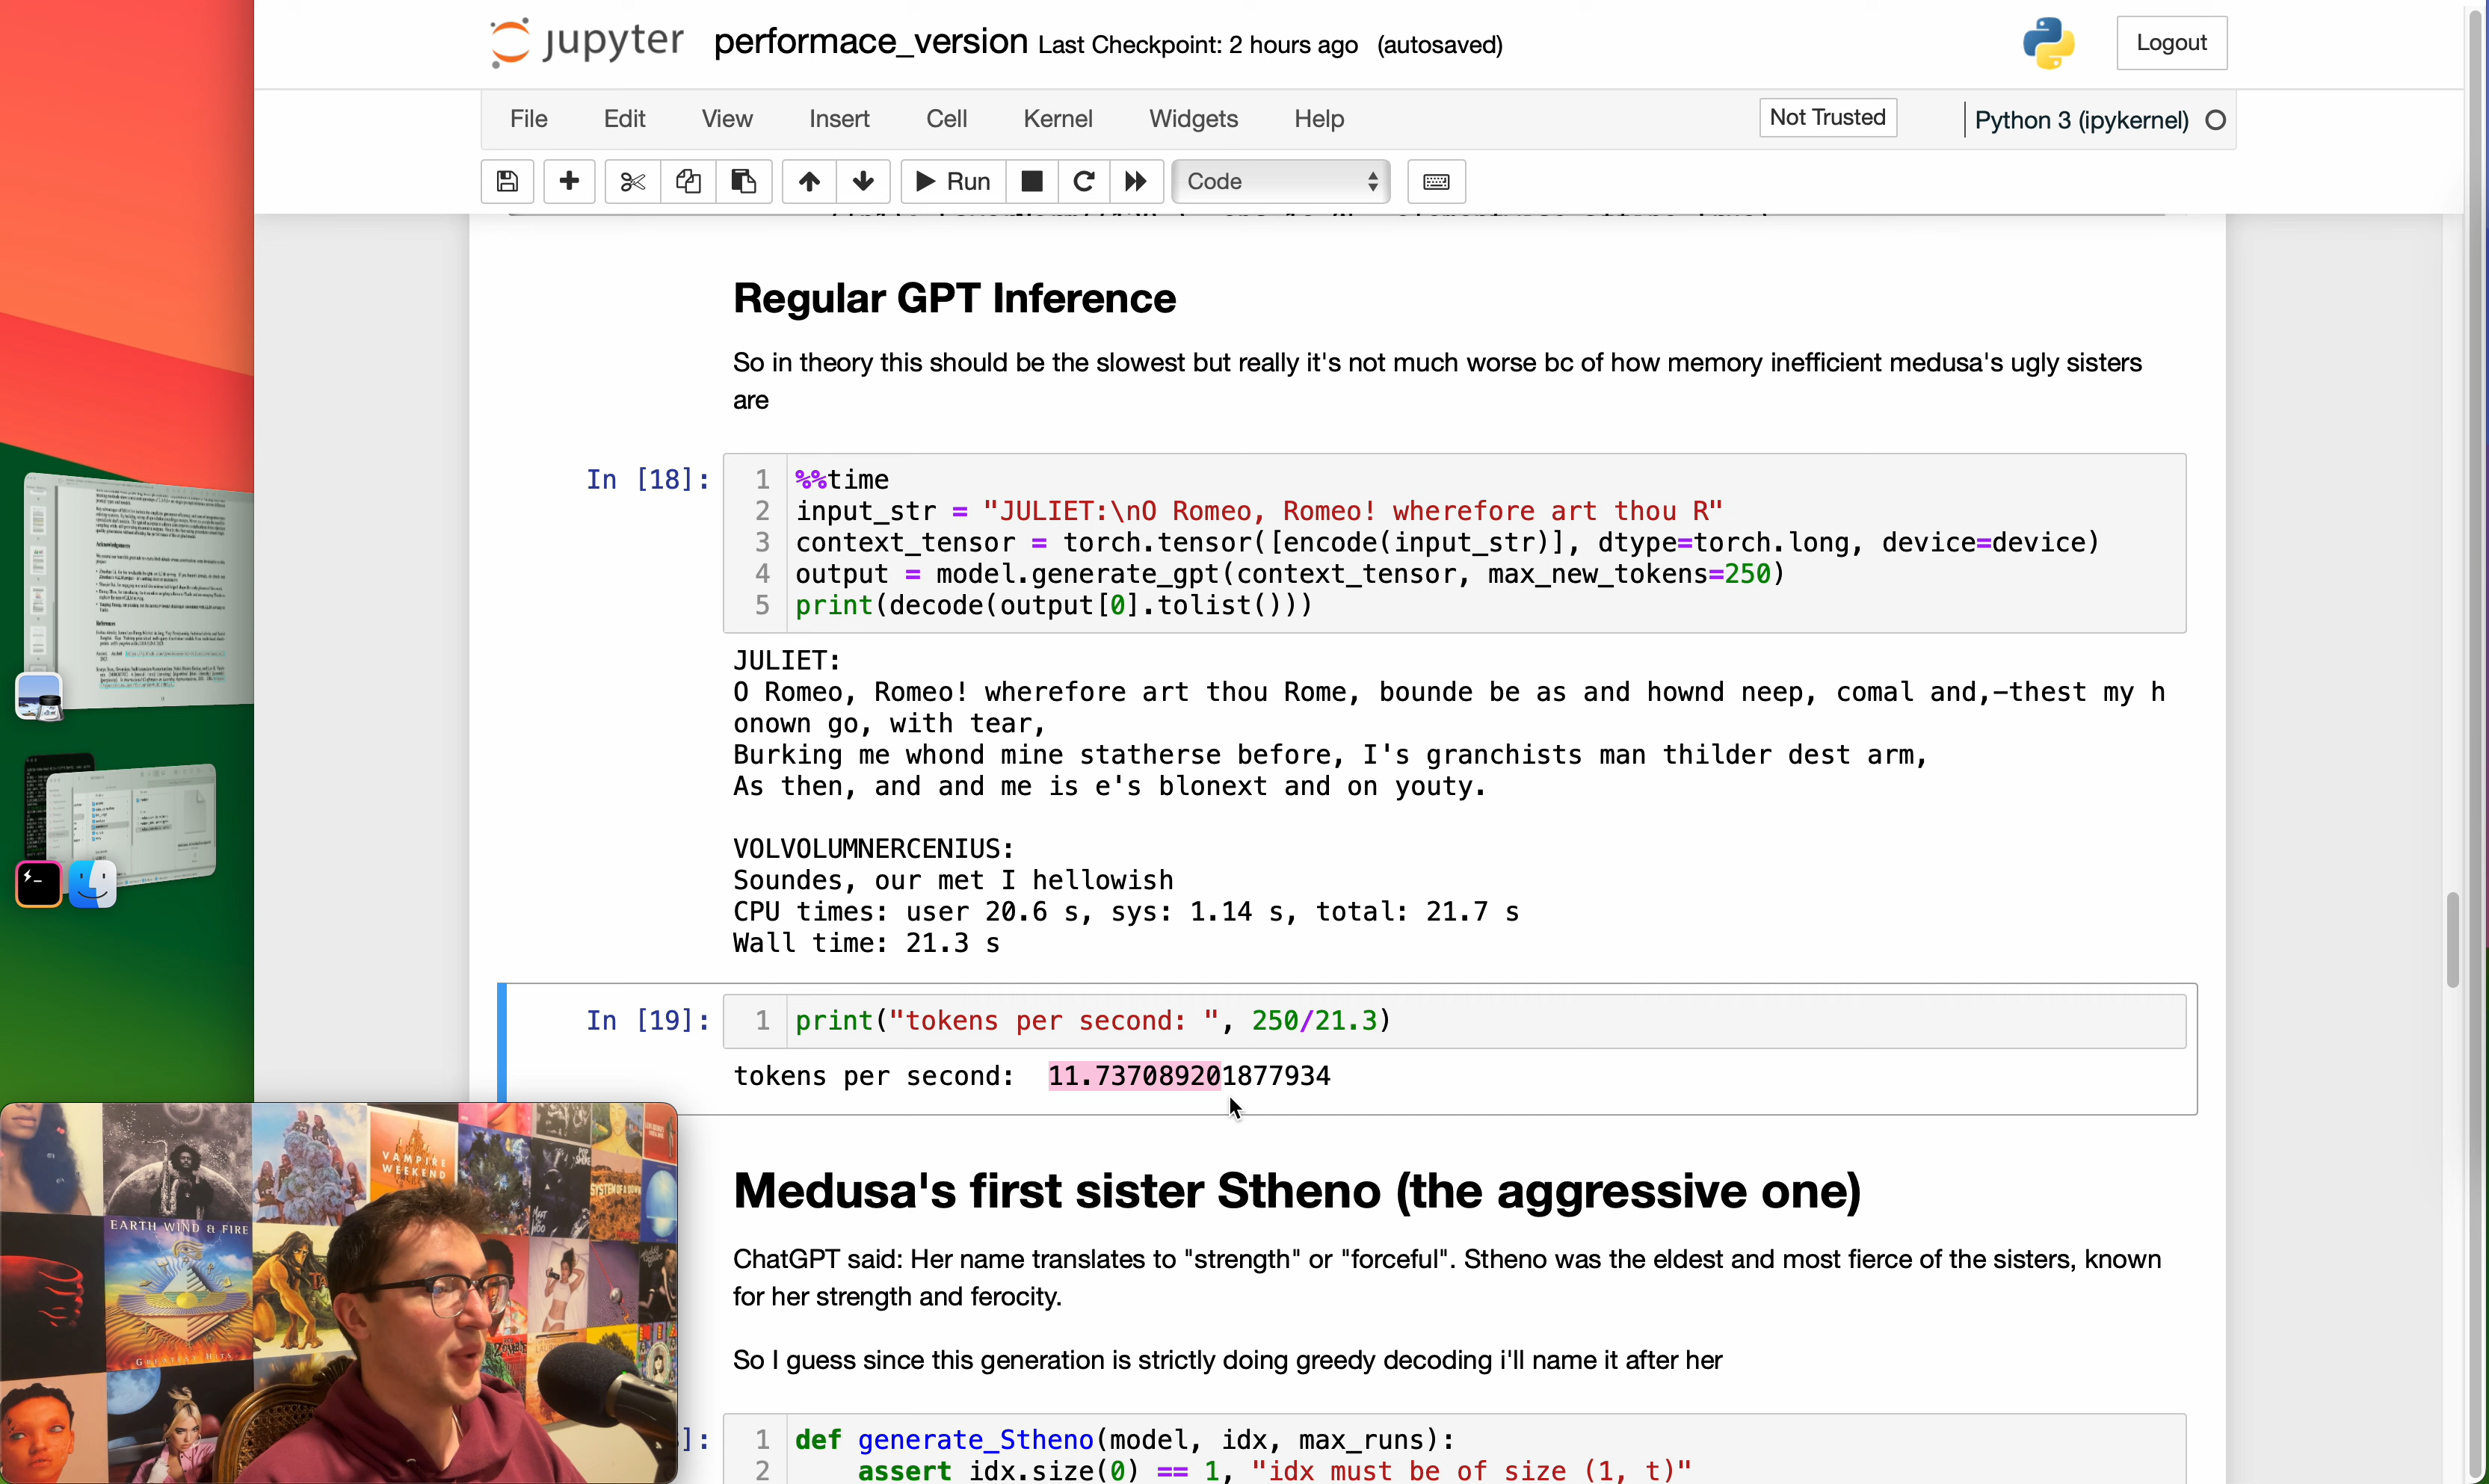 jupyter performace_version Last Checkpoint: 2 hours ago (autosaved)
Logout
File Edit View Insert Cell Kernel Widgets Help
Not Trusted
Python 3 (ipykernel)
Run
Code
Regular GPT Inference
So in theory this should be the slowest but really it's not much worse bc of how memory inefficient medusa's ugly sisters
are
In [18]:
1 %%time
2 input_str = "JULIET:\nO Romeo, Romeo! wherefore art thou R"
3 context_tensor = torch.tensor([encode(input_str)], dtype=torch.long, device=device)
4 output = model.generate_gpt(context_tensor, max_new_tokens=250)
5 print(decode(output[0].tolist()))
JULIET:
O Romeo, Romeo! wherefore art thou Rome, bounde be as and hownd neep, comal and,-thest my h
onown go, with tear,
Burking me whond mine statherse before, I's granchists man thilder dest arm,
As then, and and me is e's blonext and on youty.
VOLVOLUMNERCENIUS:
Soundes, our met I hellowish
CPU times: user 20.6 s, sys: 1.14 s, total: 21.7 s
Wall time: 21.3 s
In [19]:
1 print("tokens per second: ", 250/21.3)
tokens per second:  11.737089201877934
Medusa's first sister Stheno (the aggressive one)
ChatGPT said: Her name translates to "strength" or "forceful". Stheno was the eldest and most fierce of the sisters, known
for her strength and ferocity.
So I guess since this generation is strictly doing greedy decoding i'll name it after her
]:
1 def generate_Stheno(model, idx, max_runs):
2 assert idx.size(0) == 1, "idx must be of size (1, t)"
VAMPIRE
WEEKEND
SYSTEM OF A DOWN
EARTH WIND & FIRE
GREATEST HITS